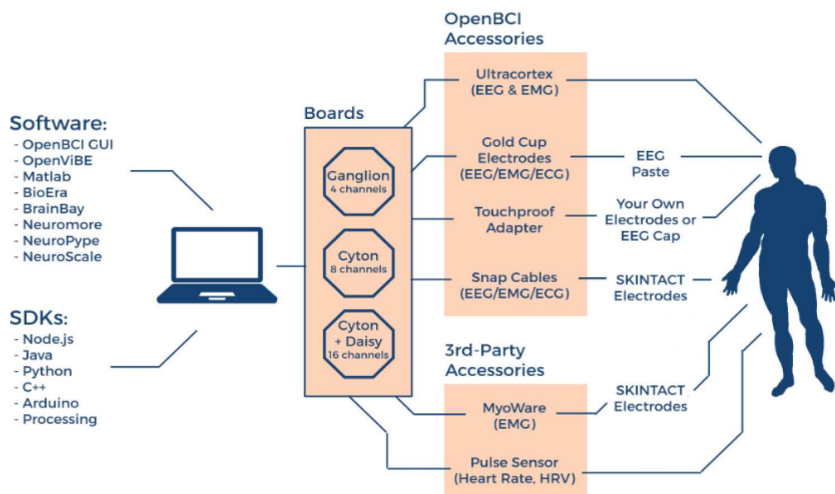 Software:
- OpenBCI GUI
- OpenViBE
- Matlab
- BioEra
- BrainBay
- Neuromore
- NeuroPype
- NeuroScale
SDKs:
- Node.js
- Java
- Python
- C++
- Arduino
- Processing
Boards
Ganglion
4 channels
Cyton
8 channels
Cyton
+ Daisy
16 channels
OpenBCI
Accessories
Ultracortex
(EEG & EMG)
Gold Cup
Electrodes
(EEG/EMG/ECG)
EEG
Paste
Touchproof
Adapter
Your Own
Electrodes or
EEG Cap
Snap Cables
(EEG/EMG/ECG)
SKINTACT
Electrodes
3rd-Party
Accessories
MyoWare
(EMG)
SKINTACT
Electrodes
Pulse Sensor
(Heart Rate, HRV)